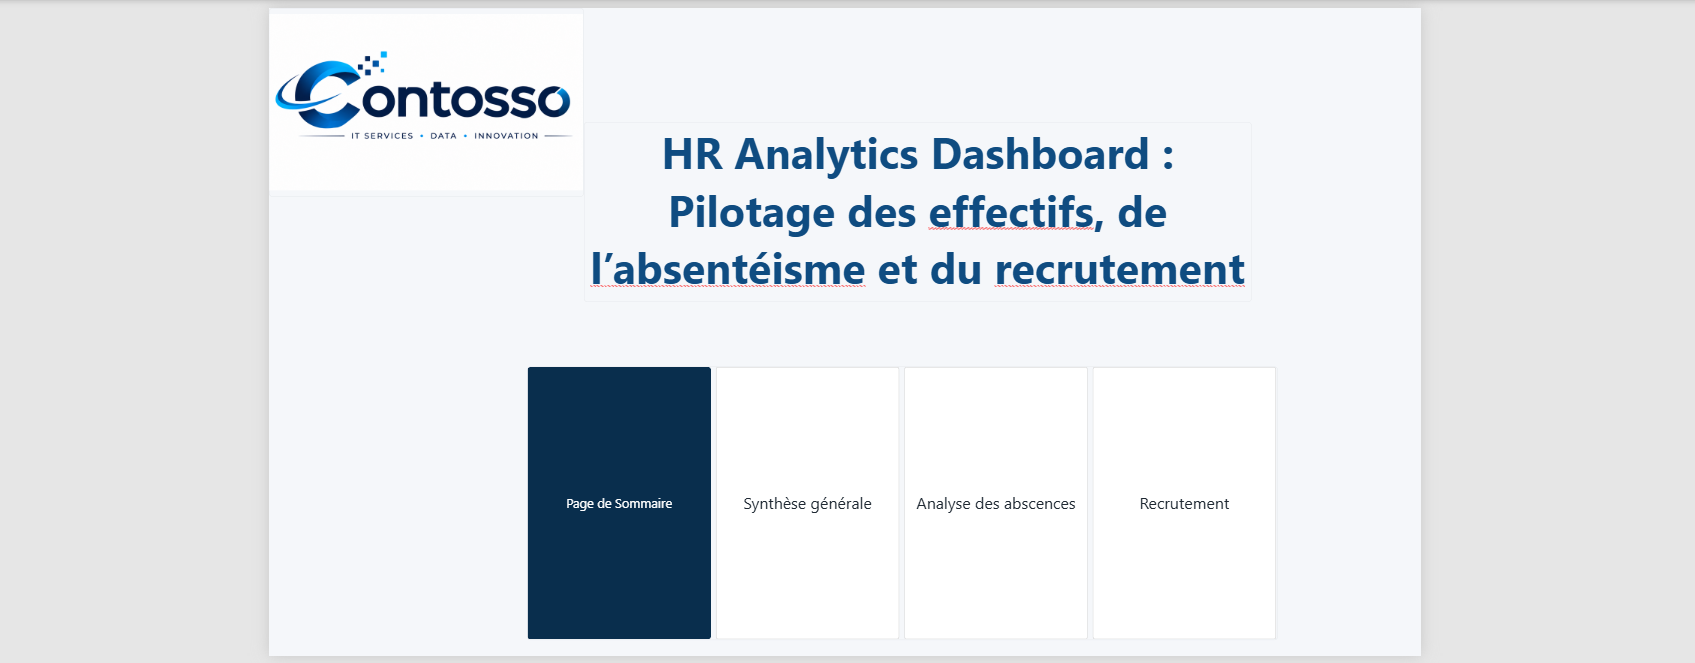 Contosso
IT SERVICES • DATA • INNOVATION
HR Analytics Dashboard :
Pilotage des effectifs, de
l’absentéisme et du recrutement
Page de Sommaire
Synthèse générale
Analyse des abscences
Recrutement